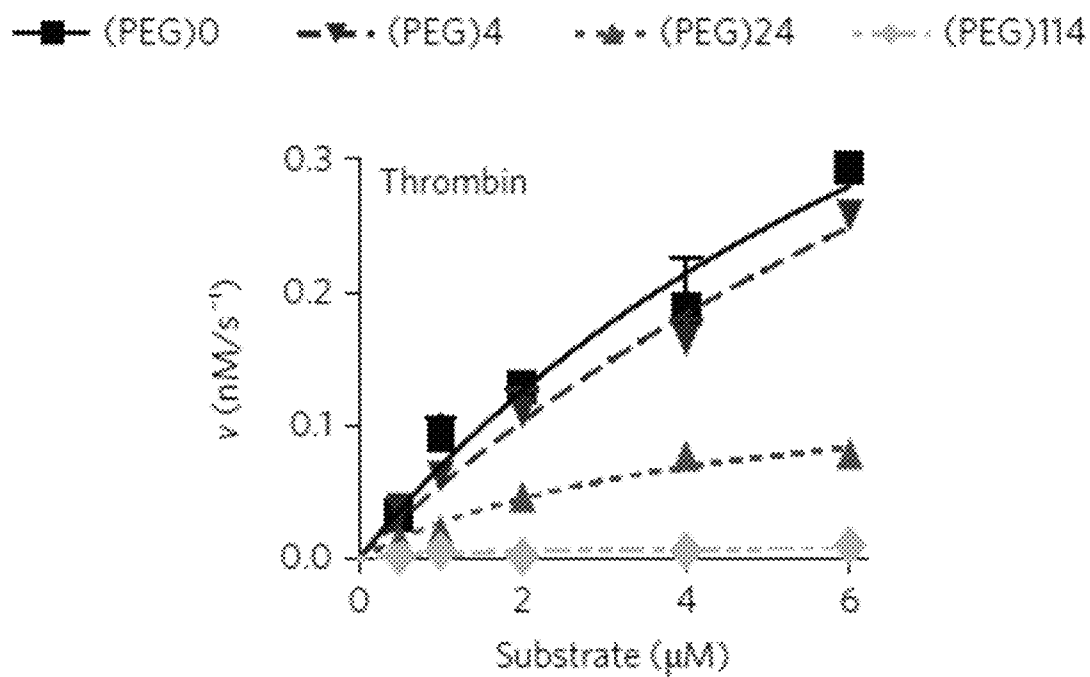 (PEG)0 (PEG)4 (PEG)24 (PEG)114
Thrombin
0.3
0.2
0.1
0.0
v (nM/s⁻¹)
0 2 4 6
Substrate (μM)